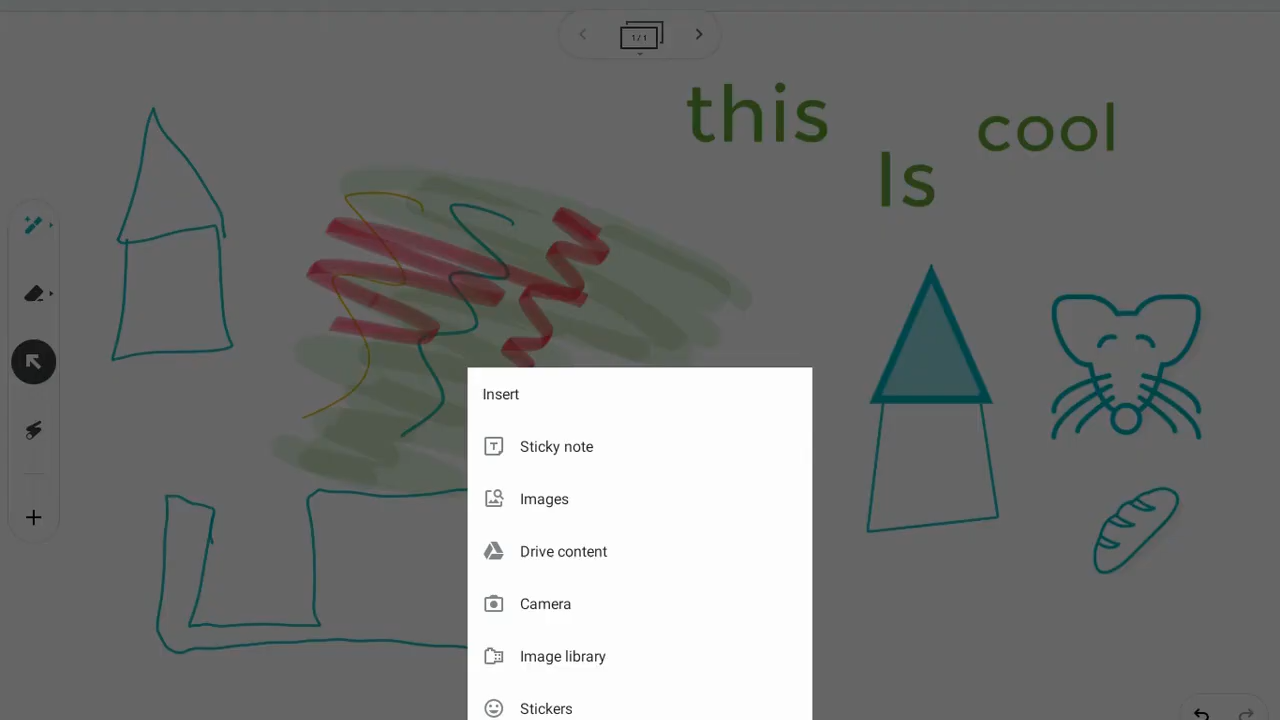 1/1
this
cool
Is
Insert
Sticky note
Images
Drive content
Camera
Image library
Stickers